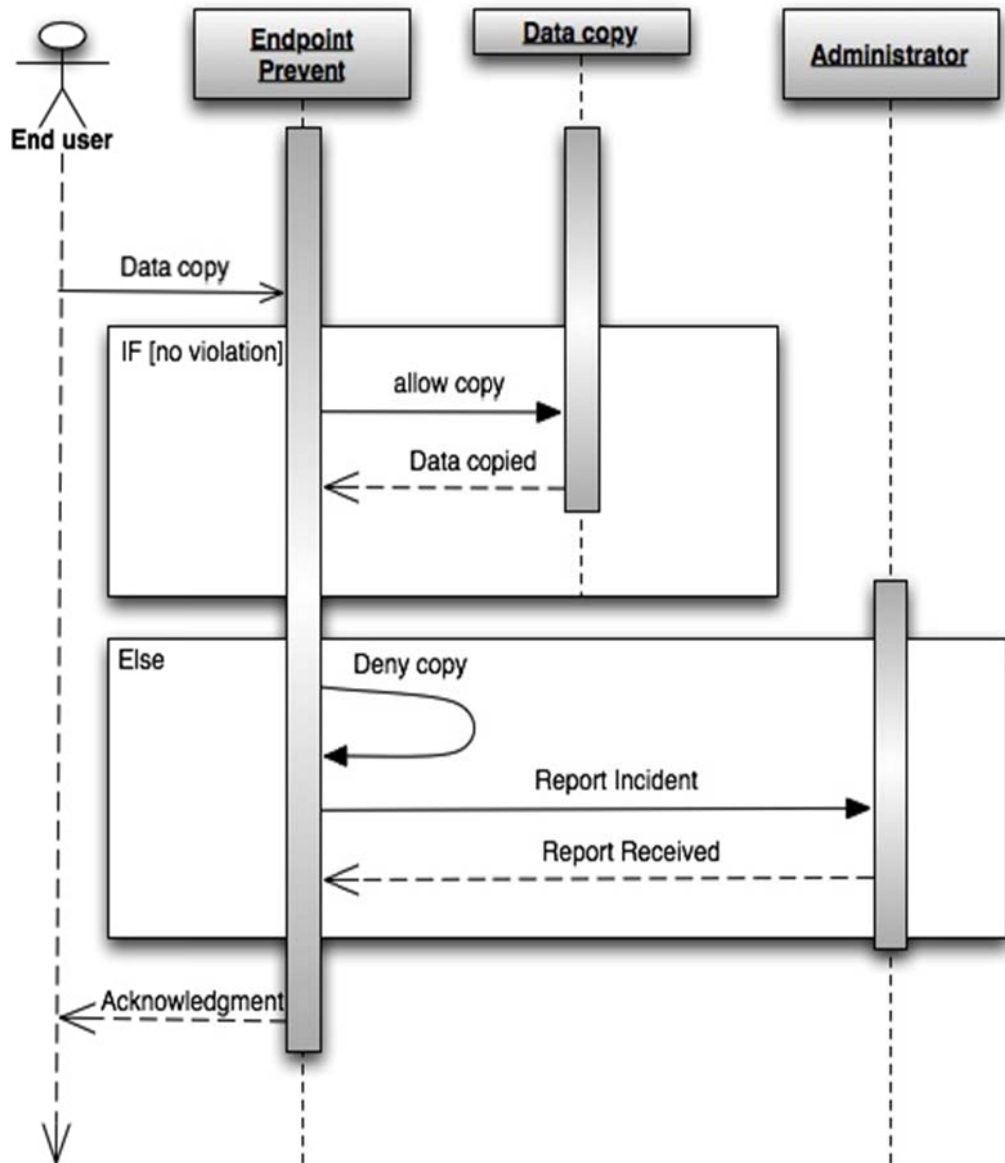 Endpoint
Prevent
Data copy
Administrator
End user
Data copy
IF [no violation]
allow copy
Data copied
Else
Deny copy
Report Incident
Report Received
Acknowledgment